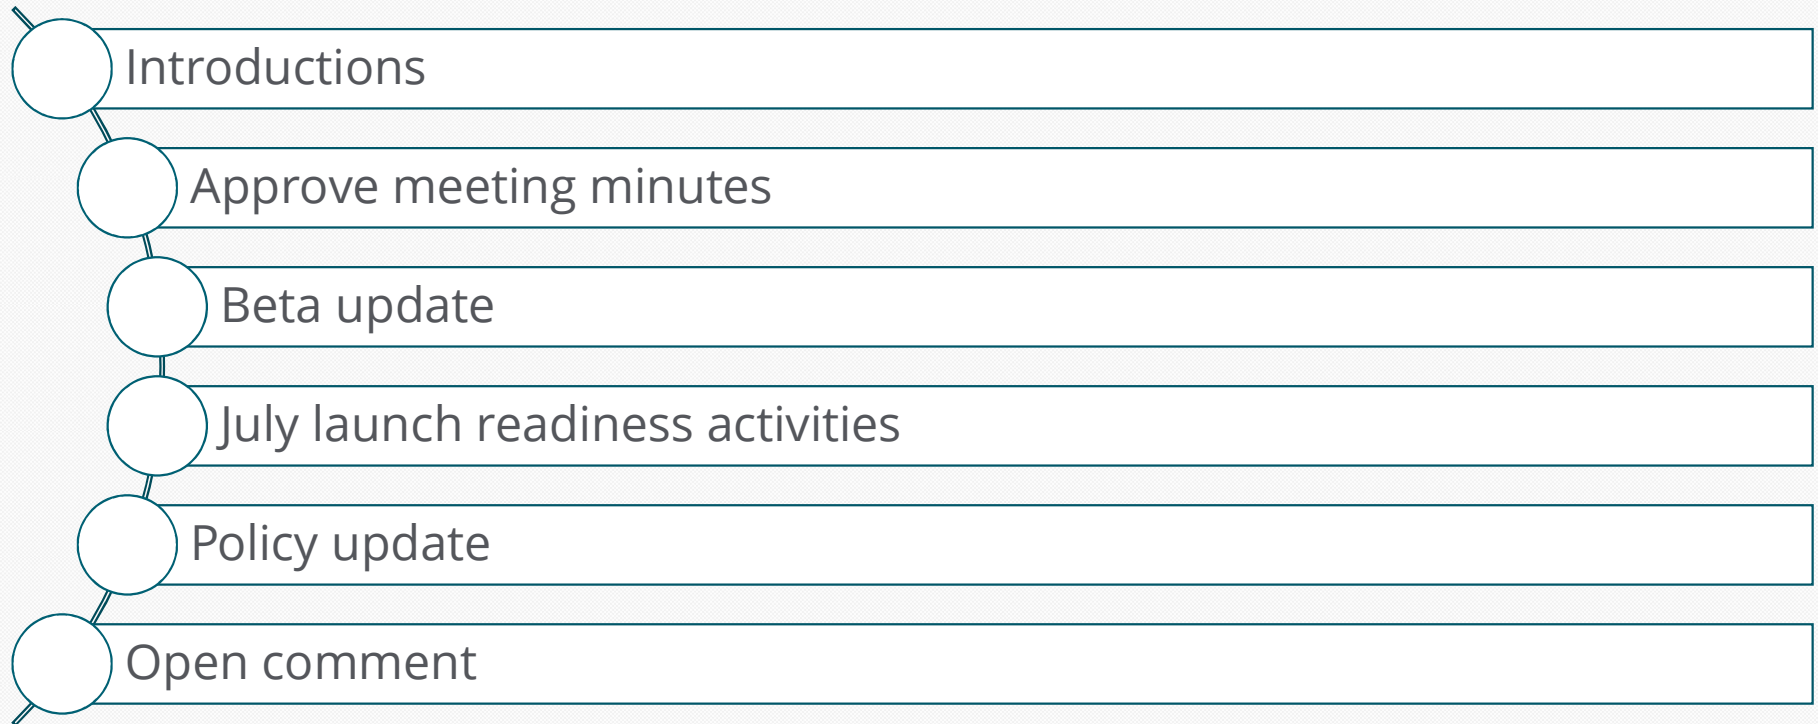 Introductions
Approve meeting minutes
Beta update
July launch readiness activities
Policy update
Open comment